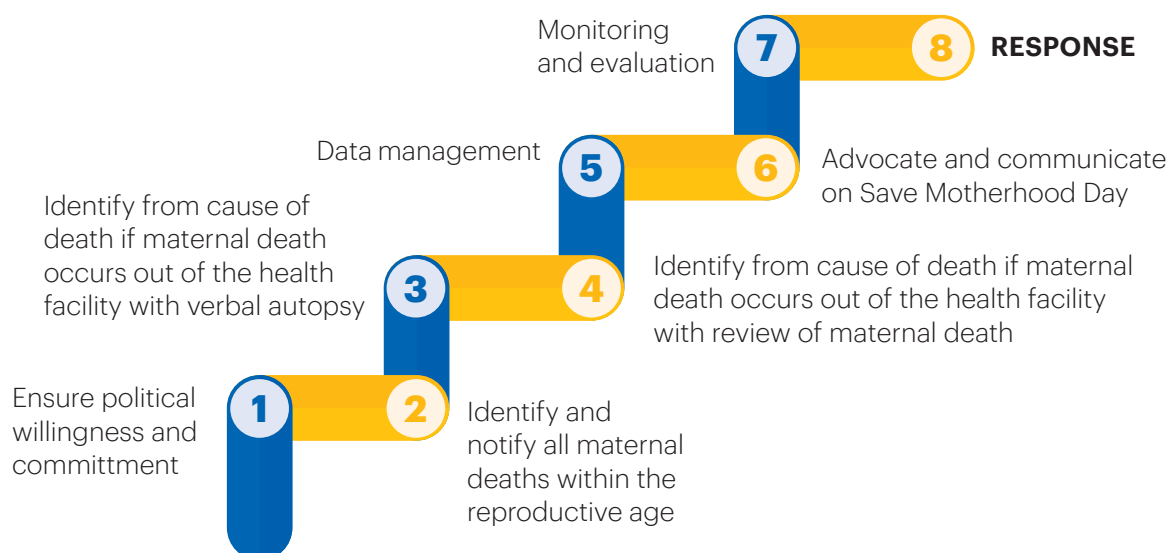 1
Ensure political
willingness and
committment
2
Identify and
notify all maternal
deaths within the
reproductive age
3
Identify from cause of
death if maternal death
occurs out of the health
facility with verbal autopsy
4
Identify from cause of death if maternal
death occurs out of the health facility
with review of maternal death
5
Data management
6
Advocate and communicate
on Save Motherhood Day
7
Monitoring
and evaluation
8
RESPONSE